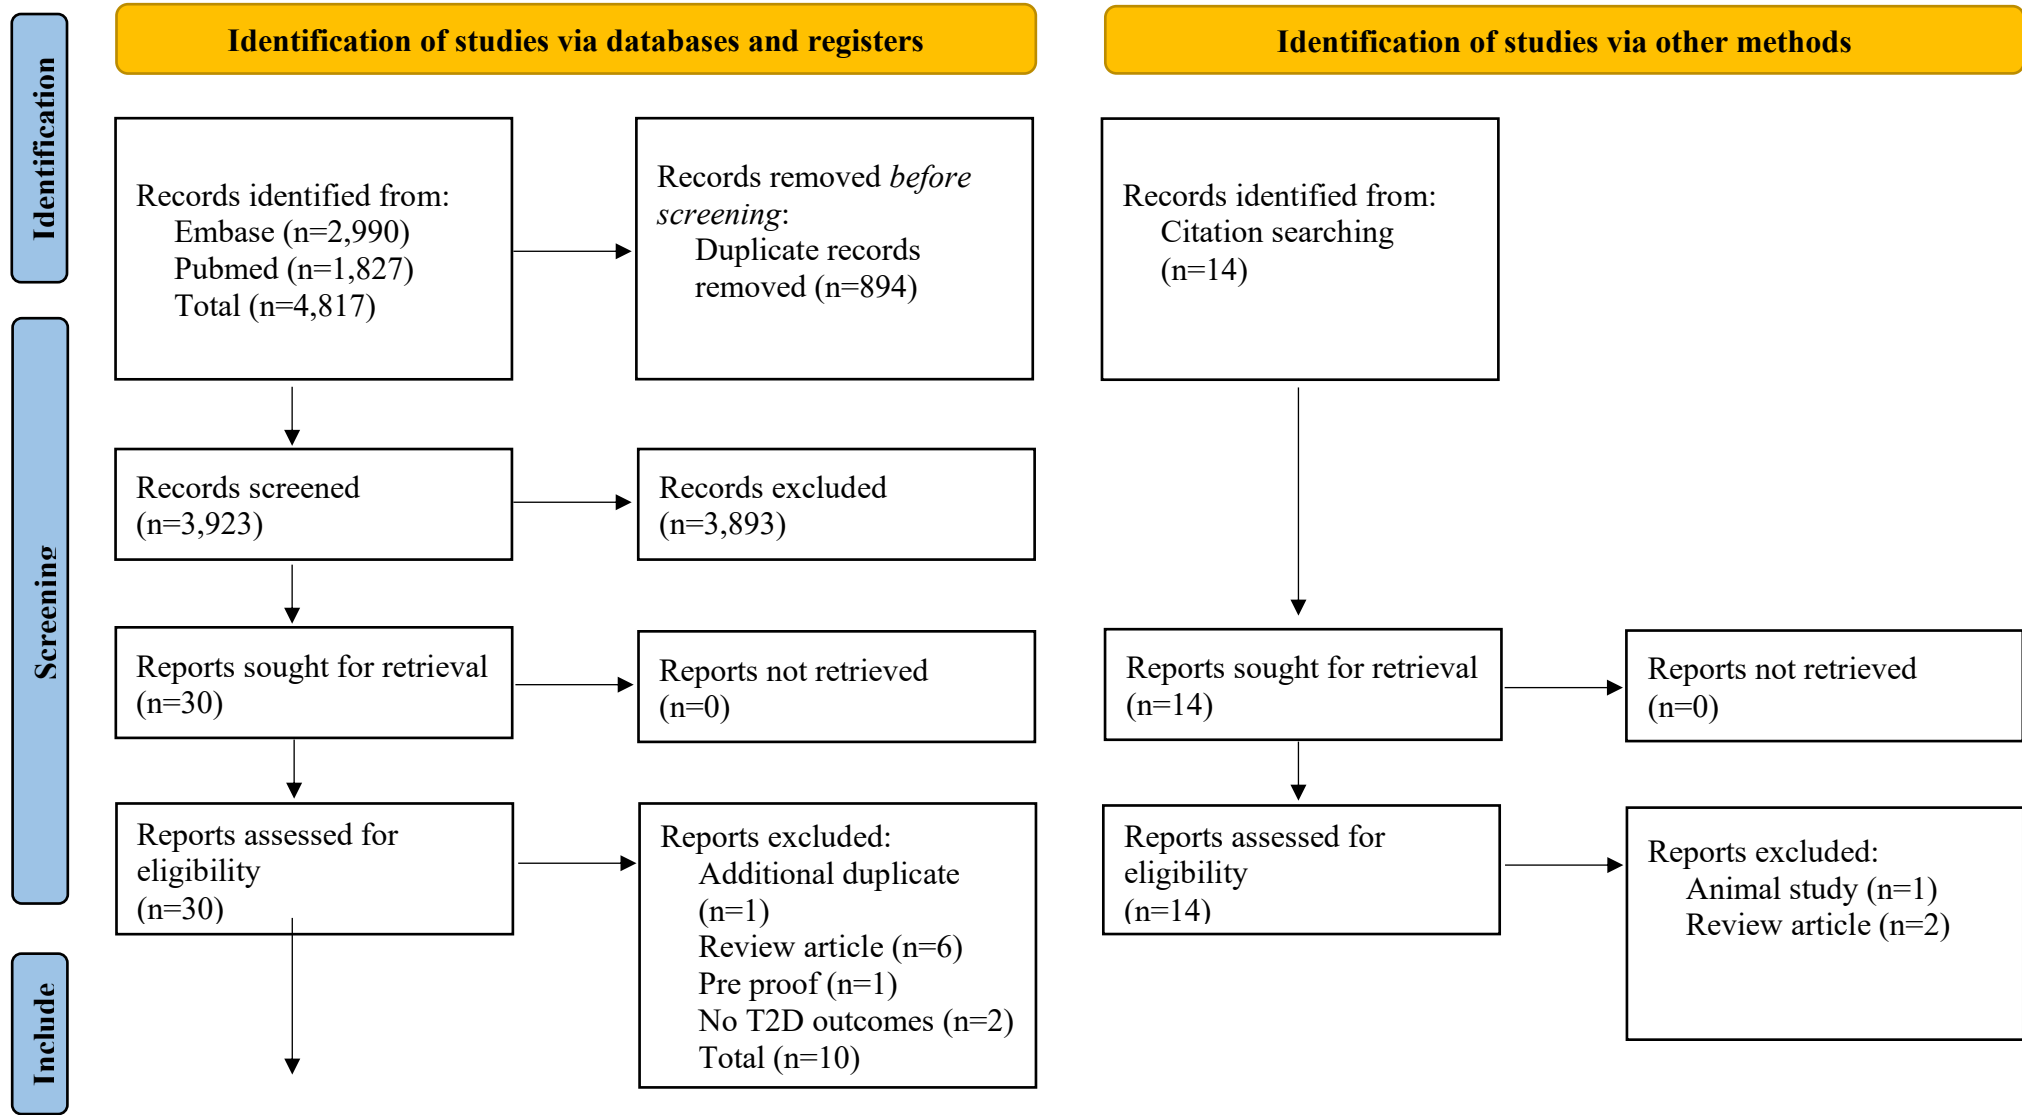 Identification of studies via databases and registers
Identification of studies via other methods
Identification
Records identified from:
Embase (n=2,990)
Pubmed (n=1,827)
Total (n=4,817)
Records removed before
screening:
Duplicate records
removed (n=894)
Records identified from:
Citation searching
(n=14)
Screening
Records screened
(n=3,923)
Records excluded
(n=3,893)
Reports sought for retrieval
(n=30)
Reports not retrieved
(n=0)
Reports sought for retrieval
(n=14)
Reports not retrieved
(n=0)
Reports assessed for
eligibility
(n=30)
Reports excluded:
Additional duplicate
(n=1)
Review article (n=6)
Pre proof (n=1)
No T2D outcomes (n=2)
Total (n=10)
Reports assessed for
eligibility
(n=14)
Reports excluded:
Animal study (n=1)
Review article (n=2)
Include